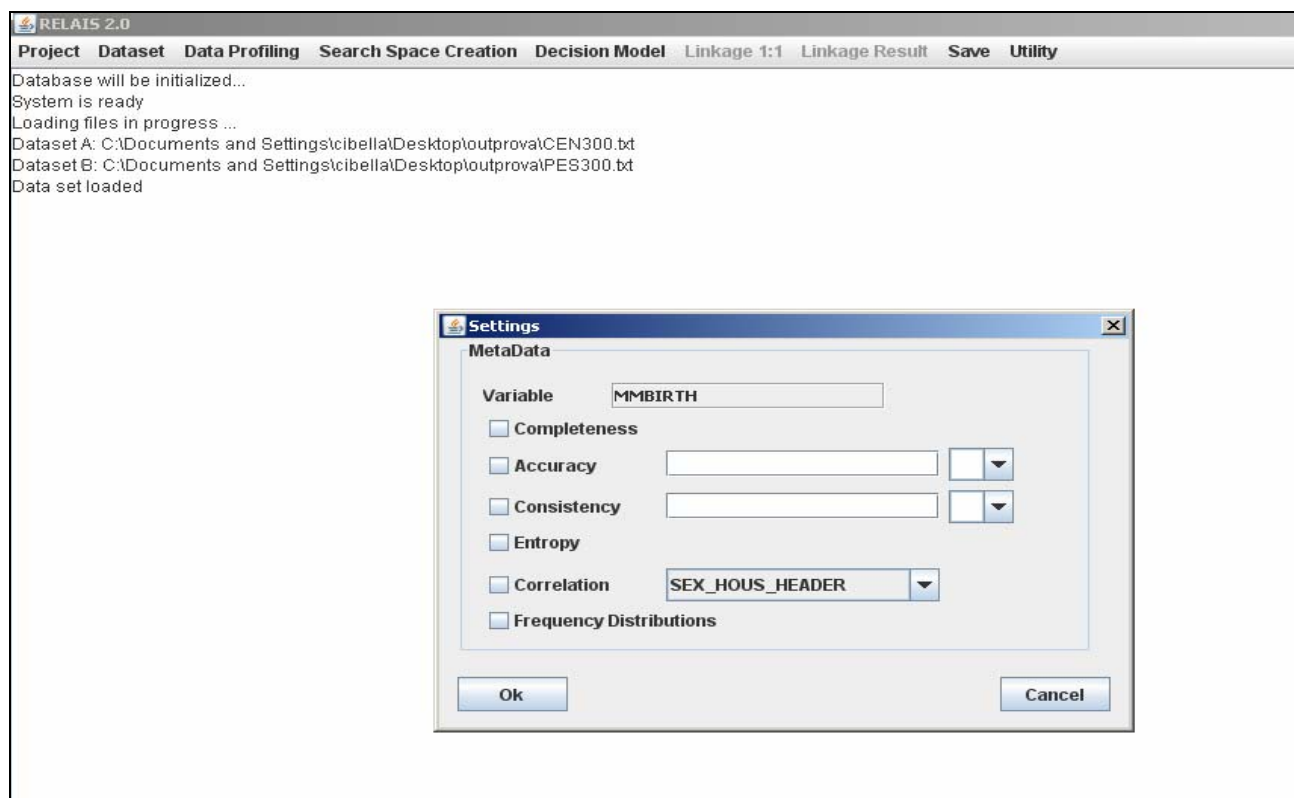 RELAIS 2.0
Project Dataset Data Profiling Search Space Creation Decision Model Linkage 1:1 Linkage Result Save Utility
Database will be initialized...
System is ready
Loading files in progress ...
Dataset A: C:\Documents and Settings\cibella\Desktop\outprova\CEN300.txt
Dataset B: C:\Documents and Settings\cibella\Desktop\outprova\PES300.txt
Data set loaded
Settings
MetaData
Variable MMBIRTH
Completeness
Accuracy
Consistency
Entropy
Correlation SEX_HOUS_HEADER
Frequency Distributions
Ok Cancel